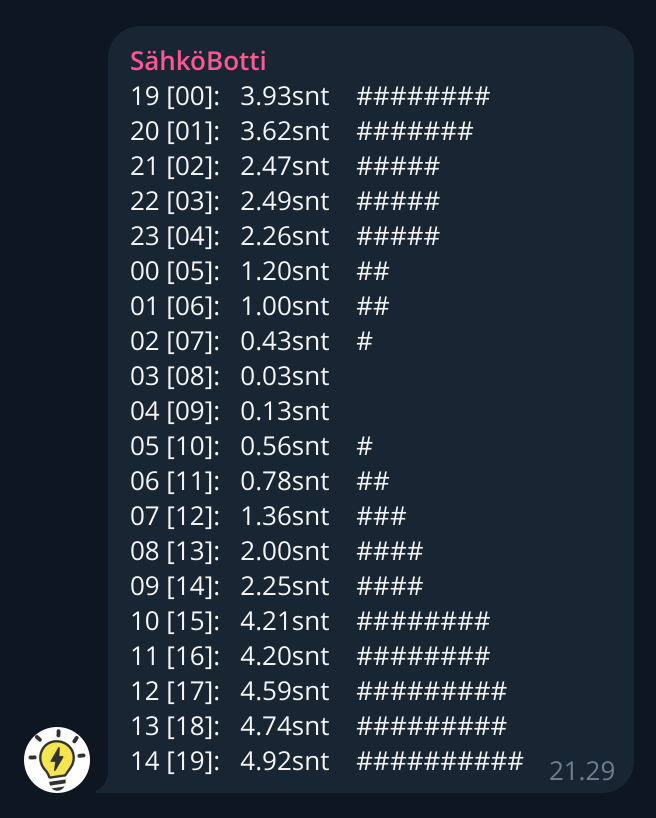 SähköBotti
19 [00]: 3.93snt ########
20 [01]: 3.62snt #######
21 [02]: 2.47snt #####
22 [03]: 2.49snt #####
23 [04]: 2.26snt #####
00 [05]: 1.20snt ##
01 [06]: 1.00snt ##
02 [07]: 0.43snt #
03 [08]: 0.03snt
04 [09]: 0.13snt
05 [10]: 0.56snt #
06 [11]: 0.78snt ##
07 [12]: 1.36snt ###
08 [13]: 2.00snt ####
09 [14]: 2.25snt ####
10 [15]: 4.21snt ########
11 [16]: 4.20snt ########
12 [17]: 4.59snt #########
13 [18]: 4.74snt #########
14 [19]: 4.92snt ##########
21.29